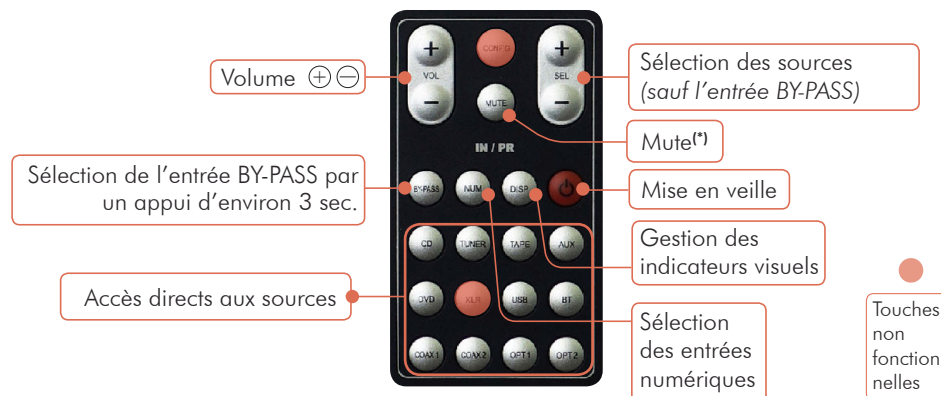 Volume ⊕⊖
Sélection de l'entrée BY-PASS par
un appui d'environ 3 sec.
Accès directs aux sources
+
VOL
−
CONFIG
MUTE
+
SEL
−
IN / PR
BY-PASS NUM DISP
CD TUNER TAPE AUX
DVD XLR USB BT
COAX 1 COAX 2 OPT 1 OPT 2
Sélection des sources
(sauf l'entrée BY-PASS)
Mute(*)
Mise en veille
Gestion des
indicateurs visuels
Sélection
des entrées
numériques
Touches
non
fonction
nelles